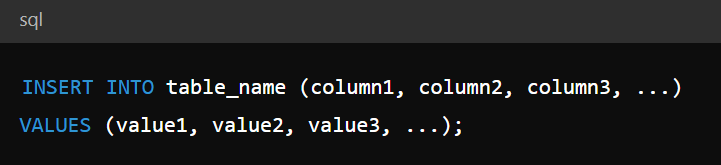 sql
INSERT INTO table_name (column1, column2, column3, ...)
VALUES (value1, value2, value3, ...);